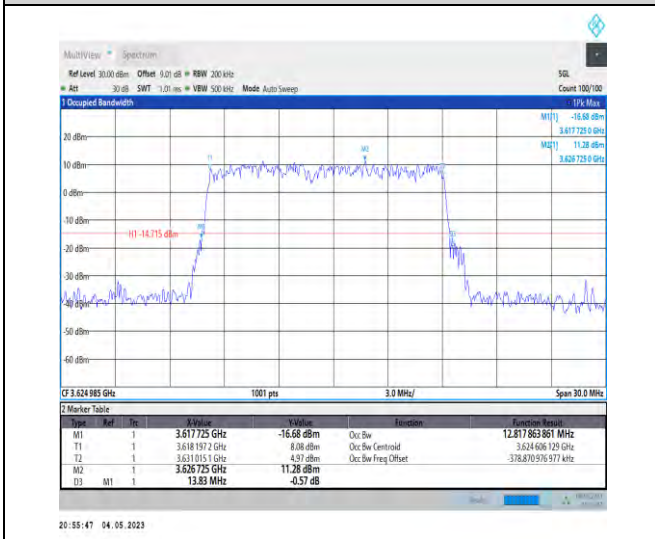 MultiView Spectrum
Ref Level 30.00 dBm Offset 9.01 dB RBW 200 kHz SGL
Att 30 dB SWT 1.01 ms VBW 500 kHz Mode Auto Sweep Count 100/100
1 Occupied Bandwidth 1Pk Max
M1[1] -16.68 dBm
3.617 725 0 GHz
M2[1] 11.28 dBm
3.626 725 0 GHz
20 dBm
M2
T1
10 dBm
0 dBm
-10 dBm
H1 -14.715 dBm
-20 dBm
-30 dBm
-40 dBm
-50 dBm
-60 dBm
CF 3.624 985 GHz 1001 pts 3.0 MHz/ Span 30.0 MHz
2 Marker Table
Type Ref Trc X-Value Y-Value Function Function Result
M1 1 3.617 725 GHz -16.68 dBm Occ Bw 12.817 863 861 MHz
T1 1 3.618 197 2 GHz 8.08 dBm Occ Bw Centroid 3.624 606 129 GHz
T2 1 3.631 015 1 GHz 4.97 dBm Occ Bw Freq Offset -378.870 976 977 kHz
M2 1 3.626 725 GHz 11.28 dBm
D3 M1 1 13.83 MHz -0.57 dB
20:55:47 04.05.2023